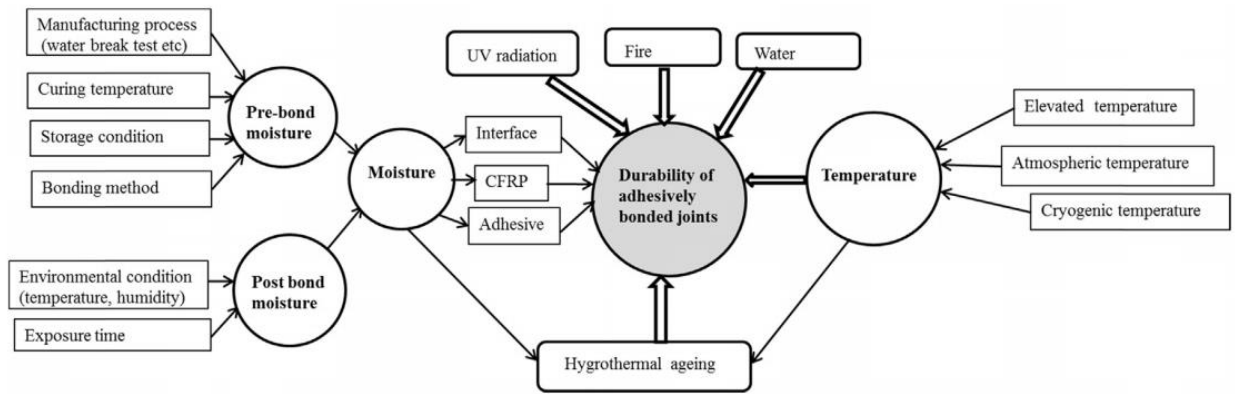 Manufacturing process
(water break test etc)
Curing temperature
Storage condition
Bonding method
Pre-bond
moisture
Environmental condition
(temperature, humidity)
Exposure time
Post bond
moisture
Moisture
Interface
CFRP
Adhesive
UV radiation
Fire
Water
Durability of
adhesively
bonded joints
Hygrothermal ageing
Temperature
Elevated temperature
Atmospheric temperature
Cryogenic temperature